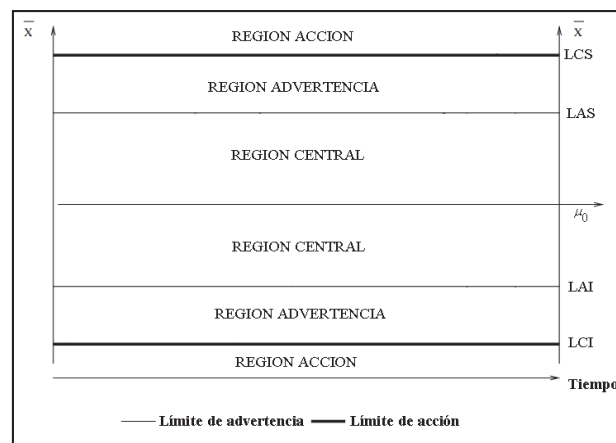 x̅
x̅
REGION ACCION
LCS
REGION ADVERTENCIA
LAS
REGION CENTRAL
μ0
REGION CENTRAL
LAI
REGION ADVERTENCIA
LCI
REGION ACCION
Tiempo
Límite de advertencia
Límite de acción